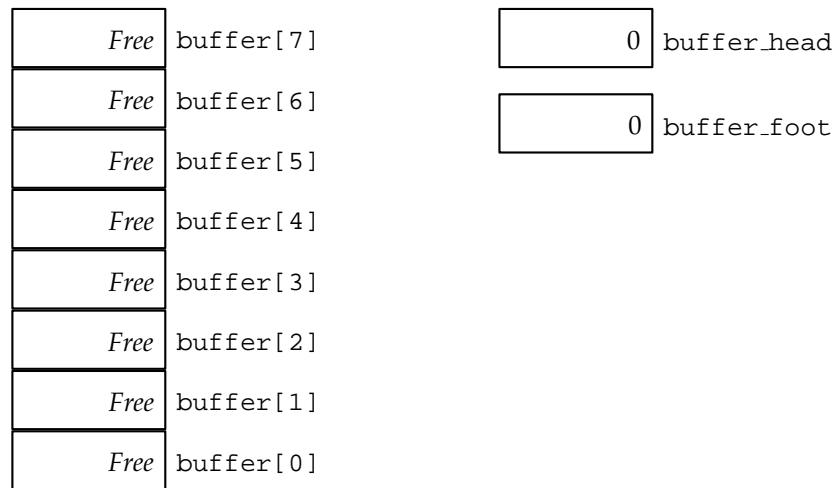 Free buffer[7]
Free buffer[6]
Free buffer[5]
Free buffer[4]
Free buffer[3]
Free buffer[2]
Free buffer[1]
Free buffer[0]
0 buffer_head
0 buffer_foot